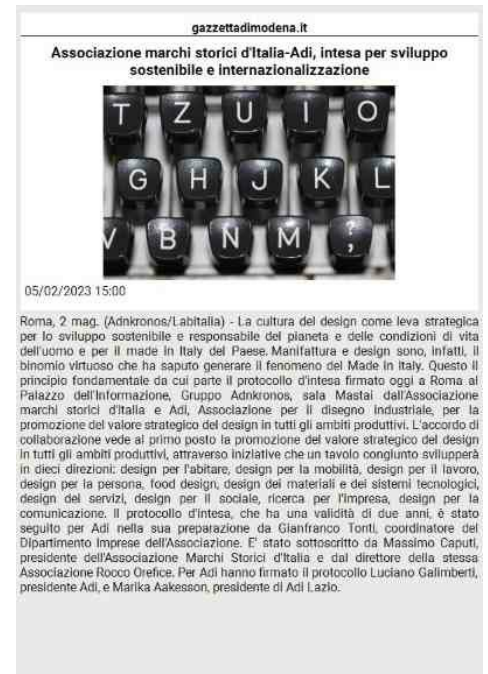 gazzettadimodena.it
Associazione marchi storici d'Italia-Adi, intesa per sviluppo
sostenibile e internazionalizzazione
T Z U I O
G H J K L
V B N M ; ?
05/02/2023 15:00
Roma, 2 mag. (Adnkronos/Labitalia) - La cultura del design come leva strategica
per lo sviluppo sostenibile e responsabile del pianeta e delle condizioni di vita
dell'uomo e per il made in Italy del Paese. Manifattura e design sono, infatti, il
binomio virtuoso che ha saputo generare il fenomeno del Made in Italy. Questo il
principio fondamentale da cui parte il protocollo d'intesa firmato oggi a Roma al
Palazzo dell'Informazione, Gruppo Adnkronos, sala Mastai dall'Associazione
marchi storici d'Italia e Adi, Associazione per il disegno industriale, per la
promozione del valore strategico del design in tutti gli ambiti produttivi. L'accordo di
collaborazione vede al primo posto la promozione del valore strategico del design
in tutti gli ambiti produttivi, attraverso iniziative che un tavolo congiunto svilupperà
in dieci direzioni: design per l'abitare, design per la mobilità, design per il lavoro,
design per la persona, food design, design dei materiali e dei sistemi tecnologici,
design dei servizi, design per il sociale, ricerca per l'impresa, design per la
comunicazione. Il protocollo d'intesa, che ha una validità di due anni, è stato
seguito per Adi nella sua preparazione da Gianfranco Tonti, coordinatore del
Dipartimento Imprese dell'Associazione. E' stato sottoscritto da Massimo Caputi,
presidente dell'Associazione Marchi Storici d'Italia e dal direttore della stessa
Associazione Rocco Orefice. Per Adi hanno firmato il protocollo Luciano Galimberti,
presidente Adi, e Marika Aakesson, presidente di Adi Lazio.